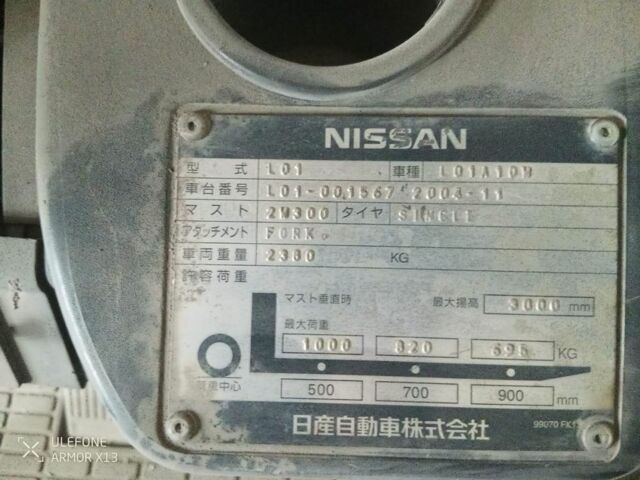 NISSAN
型式 L01 車種 L01A10M
車台番号 L01-001567 2003-11
マスト 2W300 タイヤ SINGLE
アタッチメント FORK
車両重量 2380 KG
許容荷重
マスト垂直時 最大揚高 3000 mm
最大荷重
1000 820 695 KG
荷重中心 500 700 900 mm
日産自動車株式会社 99070
ULEFONE
ARMOR X13